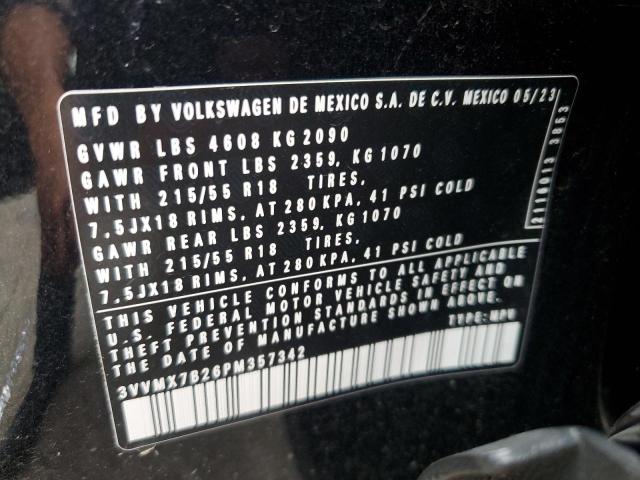 MFD BY VOLKSWAGEN DE MEXICO S.A. DE C.V. MEXICO 05/23
GVWR LBS 4608 KG 2090
GAWR FRONT LBS 2359, KG 1070
WITH 215/55 R18 TIRES,
7,5JX18 RIMS, AT 280 KPA, 41 PSI COLD
GAWR REAR LBS 2359, KG 1070
WITH 215/55 R18 TIRES,
7,5JX18 RIMS, AT 280 KPA, 41 PSI COLD
THIS VEHICLE CONFORMS TO ALL APPLICABLE
U.S. FEDERAL MOTOR VEHICLE SAFETY AND
THEFT PREVENTION STANDARDS IN EFFECT ON
THE DATE OF MANUFACTURE SHOWN ABOVE.
TYPE: MPV
3VVMX7B26PM357342